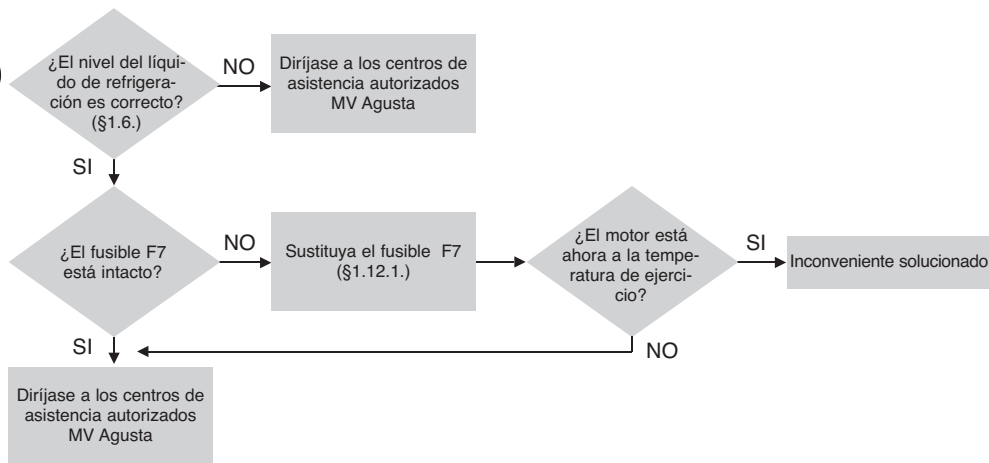 )
¿El nivel del líqui-
do de refrigera-
ción es correcto?
(§1.6.)
NO
Diríjase a los centros de
asistencia autorizados
MV Agusta
SI
¿El fusible F7
está intacto?
NO
Sustituya el fusible F7
(§1.12.1.)
¿El motor está
ahora a la tempe-
ratura de ejerci-
cio?
SI
Inconveniente solucionado
SI
NO
Diríjase a los centros de
asistencia autorizados
MV Agusta